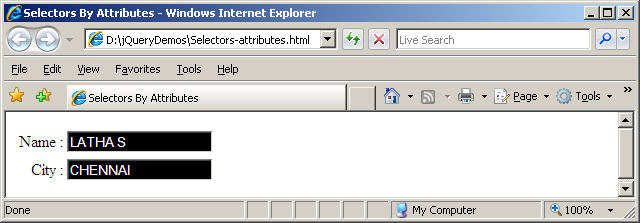 Selectors By Attributes - Windows Internet Explorer
D:\jQueryDemos\Selectors-attributes.html Live Search
File Edit View Favorites Tools Help
Selectors By Attributes Page Tools »
Name : LATHA S
City : CHENNAI
Done My Computer 100%